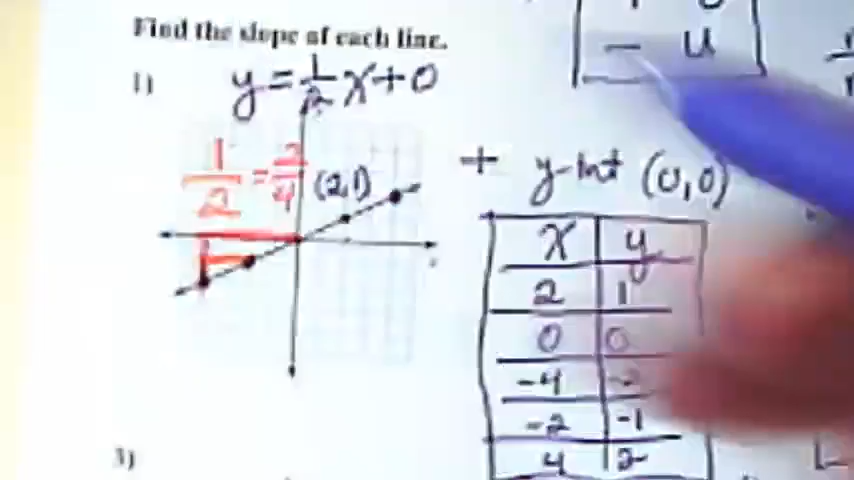 Find the slope of each line.
1) y = 1/2 x + 0
1/2 = 2/4
(2,1)
+ y-int (0,0)
x y
2 1
0 0
-4 -2
-2 -1
4 2
3)